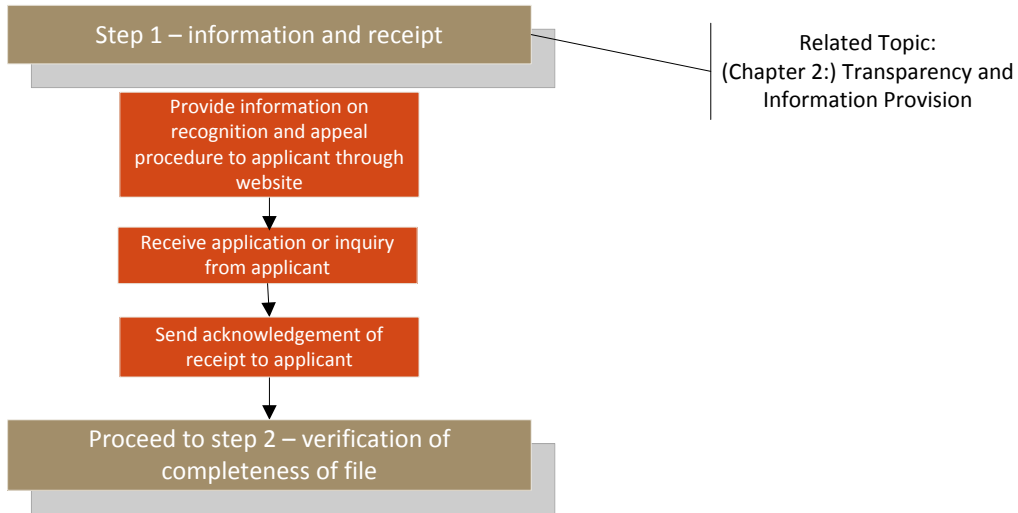 Step 1 – information and receipt
Related Topic:
(Chapter 2:) Transparency and
Information Provision
Provide information on
recognition and appeal
procedure to applicant through
website
Receive application or inquiry
from applicant
Send acknowledgement of
receipt to applicant
Proceed to step 2 – verification of
completeness of file